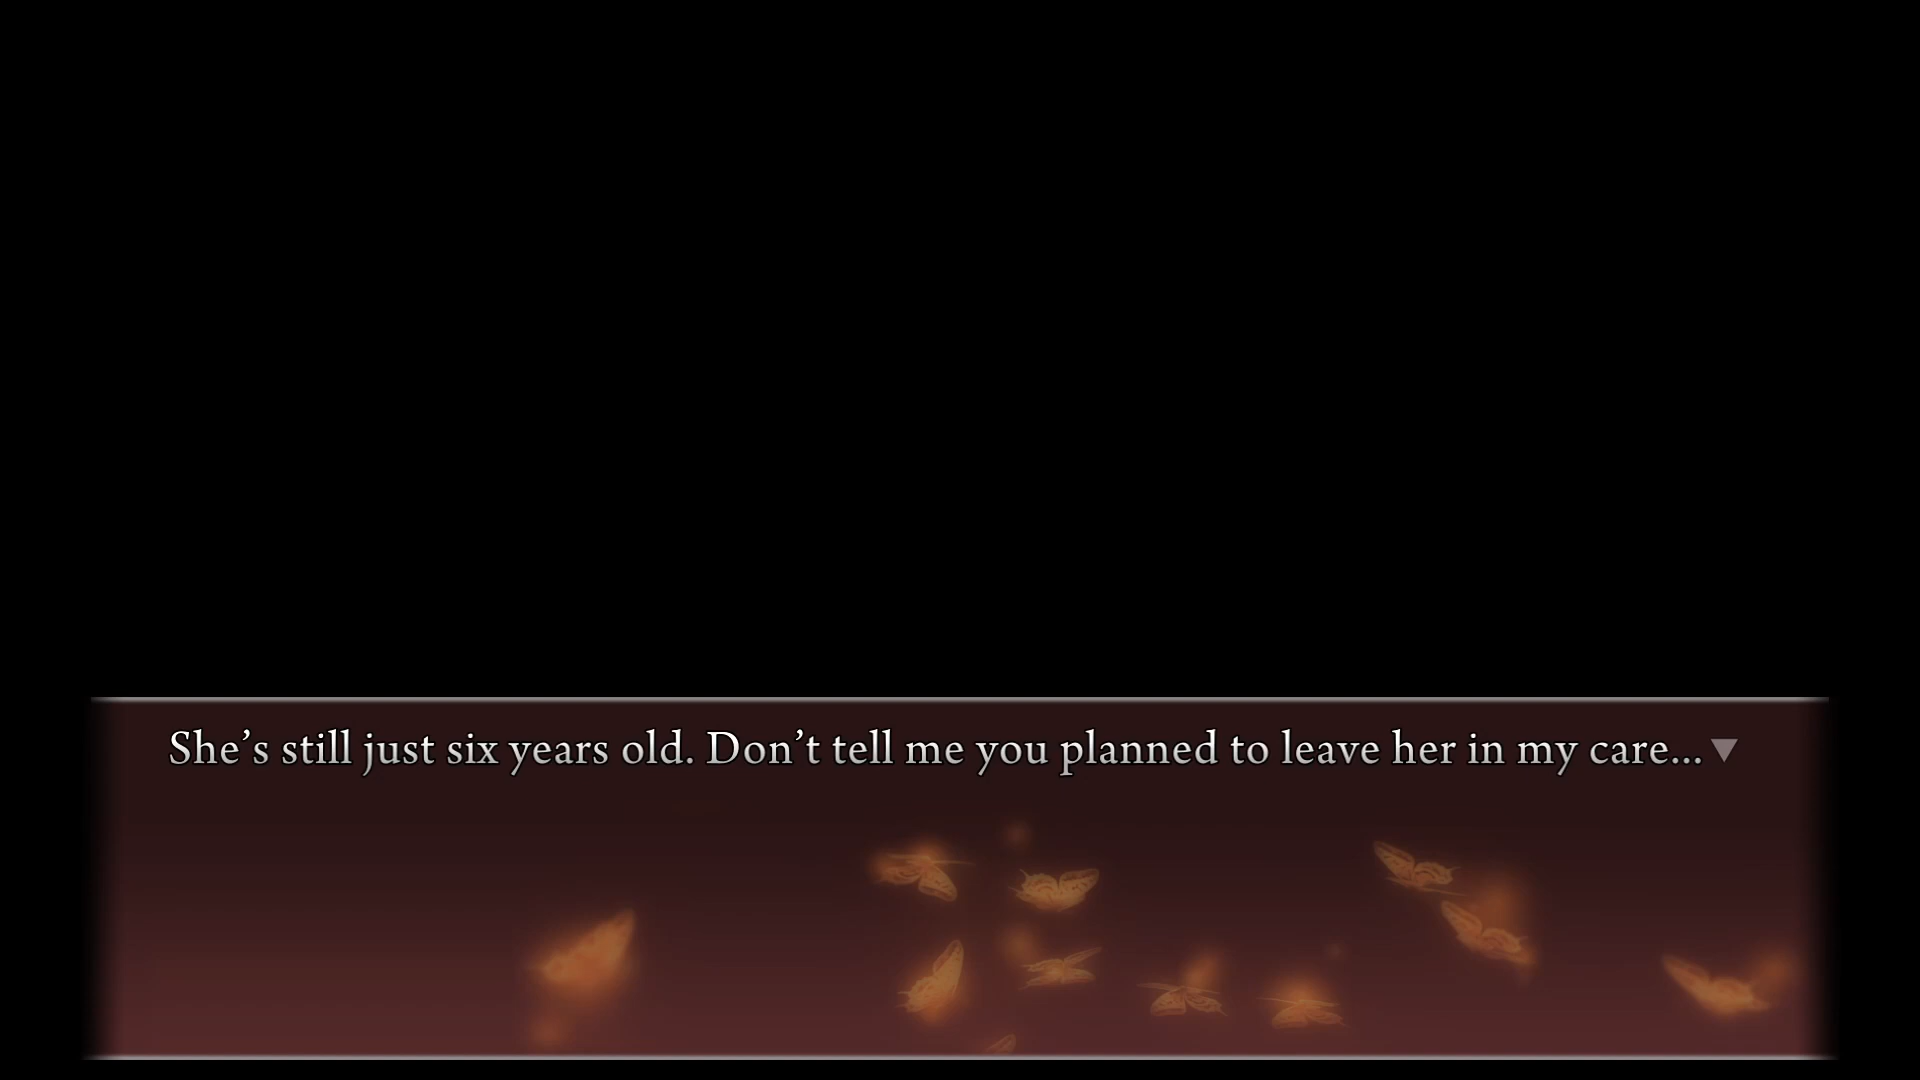 She’s still just six years old. Don’t tell me you planned to leave her in my care...